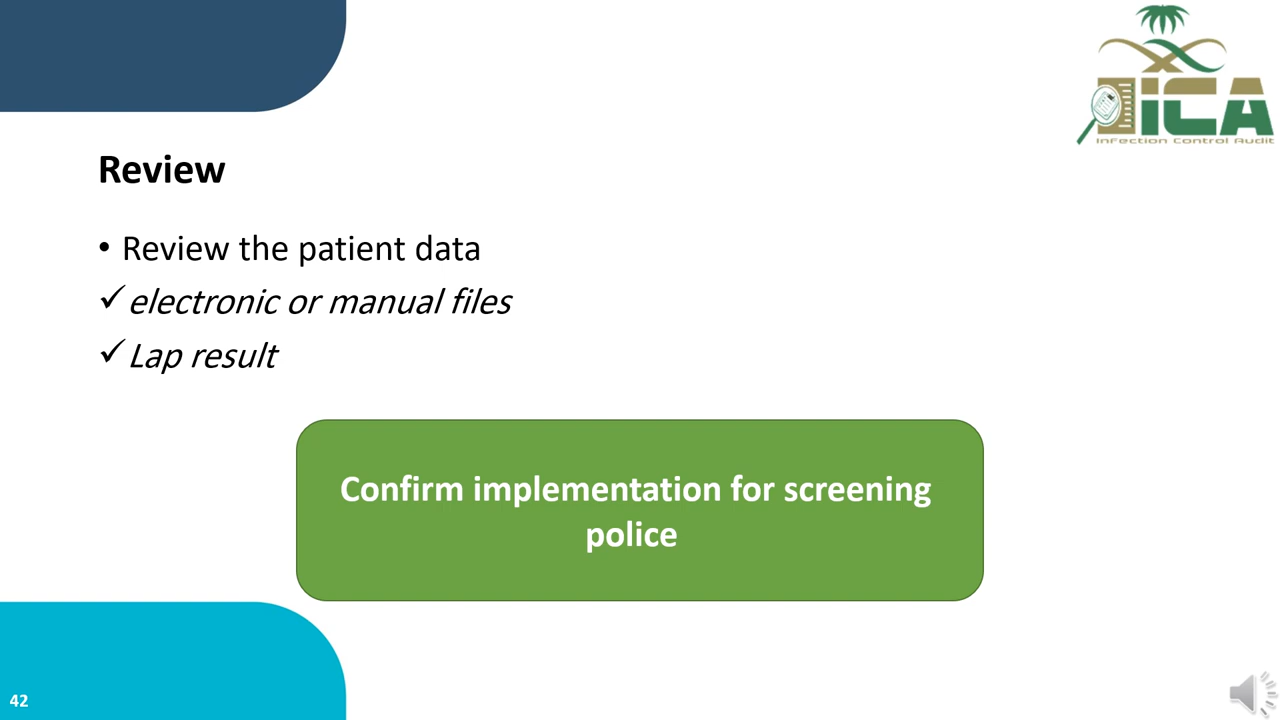 iCA
Infection Control Audit
Review
• Review the patient data
✓ electronic or manual files
✓ Lap result
Confirm implementation for screening
police
42